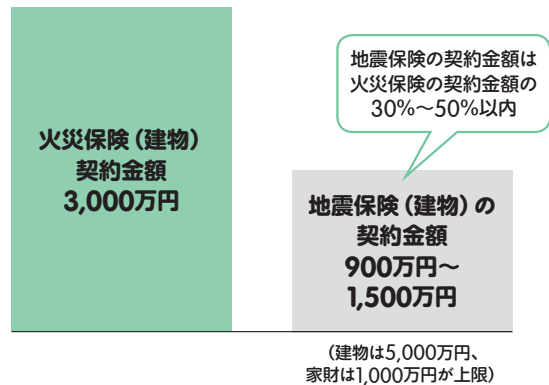 火災保険（建物）
契約金額
3,000万円
地震保険の契約金額は
火災保険の契約金額の
30%～50%以内
地震保険（建物）の
契約金額
900万円～
1,500万円
（建物は5,000万円、
家財は1,000万円が上限）